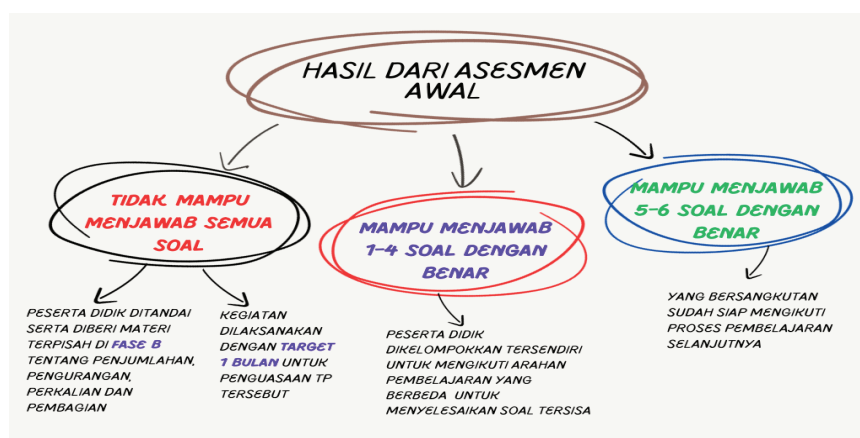 HASIL DARI ASESMEN
AWAL
TIDAK MAMPU
MENJAWAB SEMUA
SOAL
MAMPU MENJAWAB
1-4 SOAL DENGAN
BENAR
MAMPU MENJAWAB
5-6 SOAL DENGAN
BENAR
PESERTA DIDIK DITANDAI
SERTA DIBERI MATERI
TERPISAH DI FASE B
TENTANG PENJUMLAHAN,
PENGURANGAN,
PERKALIAN DAN
PEMBAGIAN
KEGIATAN
DILAKSANAKAN
DENGAN TARGET
1 BULAN UNTUK
PENGUASAAN TP
TERSEBUT
PESERTA DIDIK
DIKELOMPOKKAN TERSENDIRI
UNTUK MENGIKUTI ARAHAN
PEMBELAJARAN YANG
BERBEDA UNTUK
MENYELESAIKAN SOAL TERSISA
YANG BERSANGKUTAN
SUDAH SIAP MENGIKUTI
PROSES PEMBELAJARAN
SELANJUTNYA